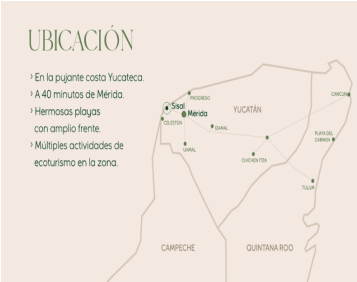 UBICACIÓN
› En la pujante costa Yucateca.
› A 40 minutos de Mérida.
› Hermosas playas
con amplio frente.
› Múltiples actividades de
ecoturismo en la zona.
PROGRESO
CANCUN
Sisal
YUCATÁN
Mérida
CELESTÚN
IZAMAL
PLAYA DEL
CARMEN
UXMAL
CHICHÉN ITZÁ
TULUM
CAMPECHE
QUINTANA ROO